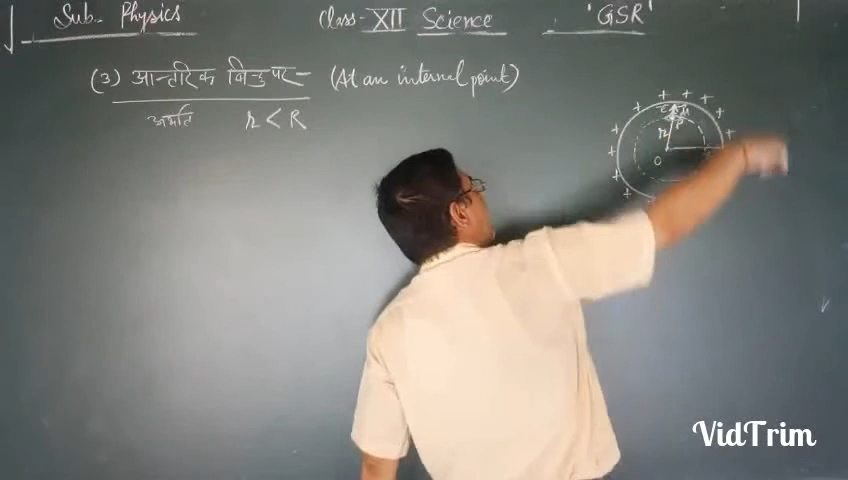 Sub- Physics Class- XII Science 'GSR'
(3) आन्तरिक बिन्दु पर- (At an internal point)
अर्थात r < R
+ + + + + + + + + + +
E
P
r
O
VidTrim